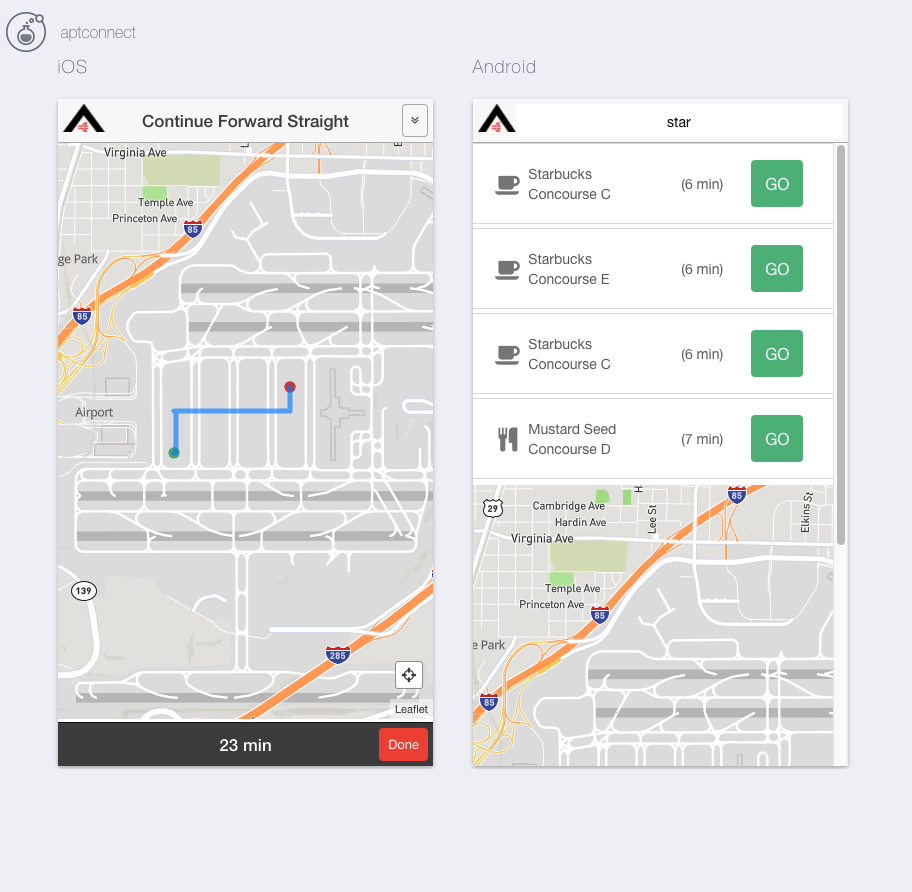 aptconnect
iOS
Android
Continue Forward Straight
Virginia Ave
Temple Ave
Princeton Ave
85
ge Park
85
Airport
139
285
Leaflet
23 min
Done
star
Starbucks
Concourse C
(6 min)
GO
Starbucks
Concourse E
(6 min)
GO
Starbucks
Concourse C
(6 min)
GO
Mustard Seed
Concourse D
(7 min)
GO
85
29
Cambridge Ave
H
Hardin Ave
Lee St
Elkins St
Virginia Ave
Temple Ave
Princeton Ave
85
e Park
85